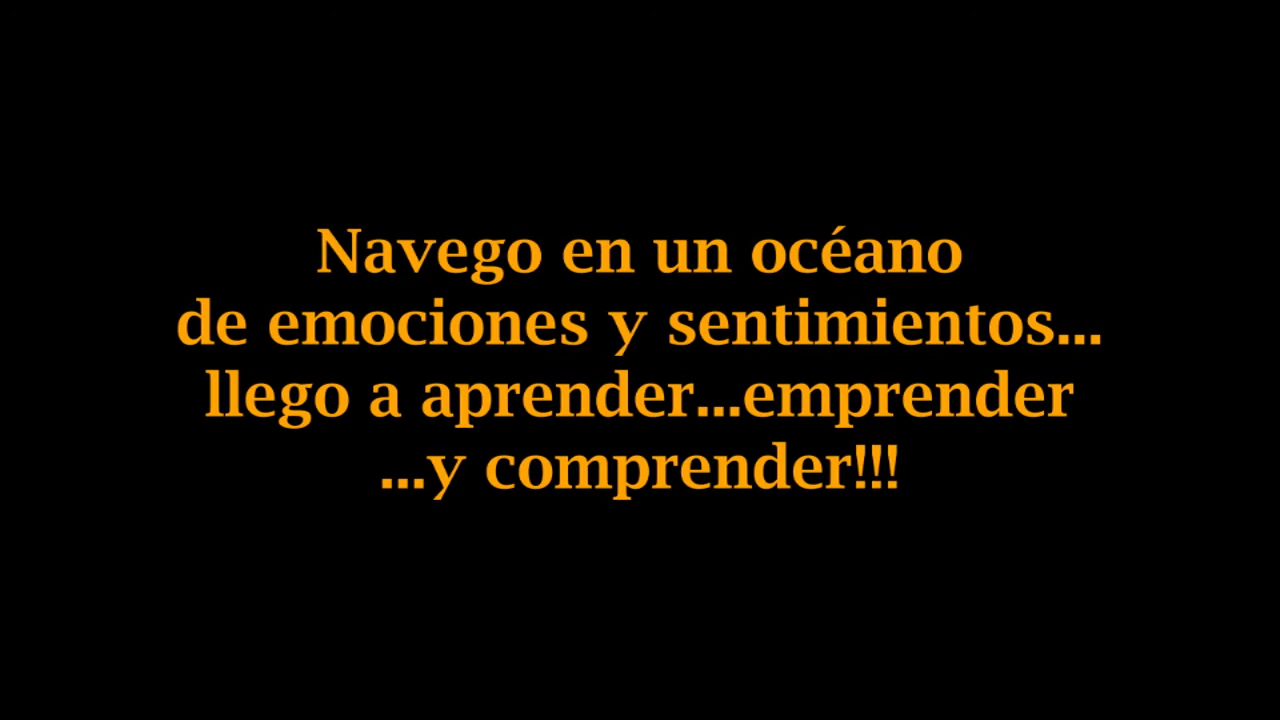 Navego en un océano
de emociones y sentimientos...
llego a aprender...emprender
...y comprender!!!